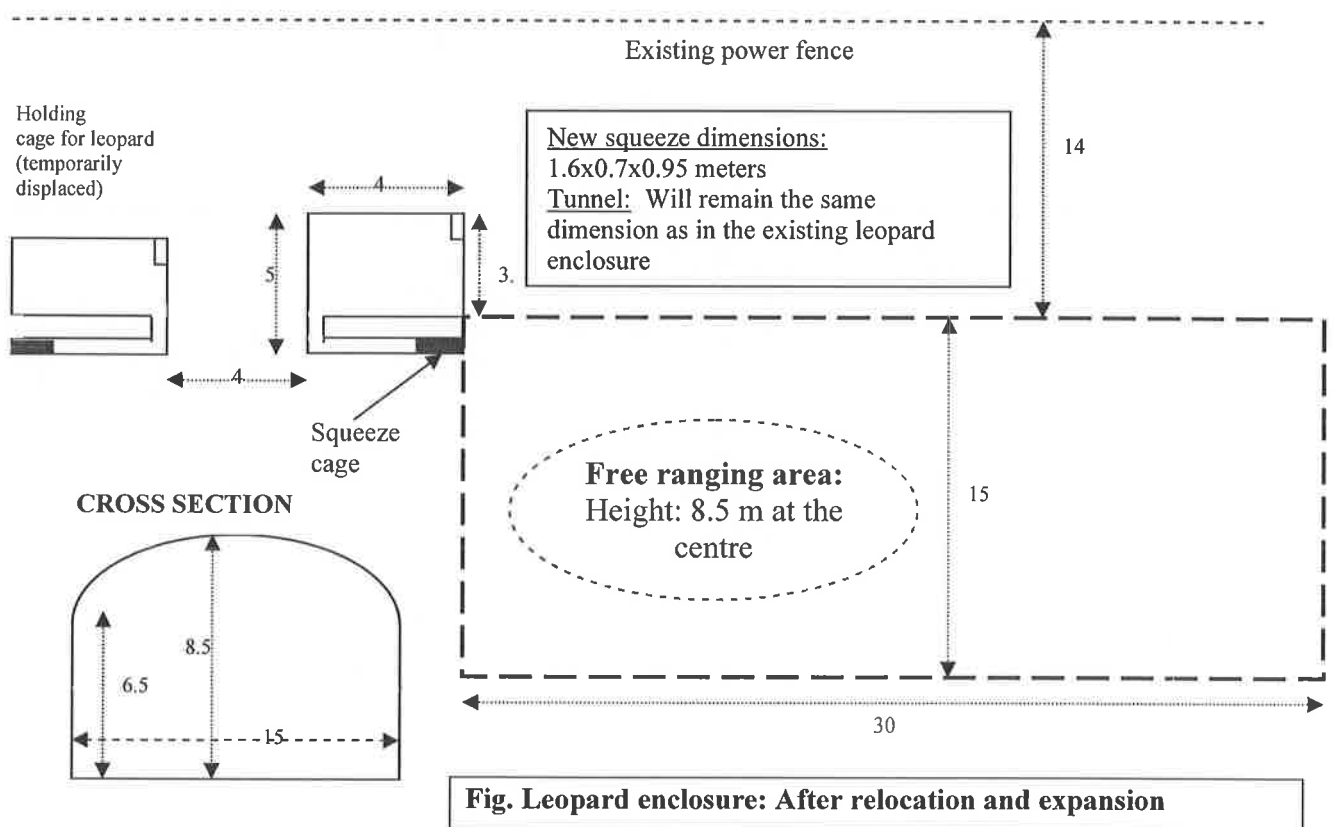 Existing power fence
Holding
cage for leopard
(temporarily
displaced)
New squeeze dimensions:
1.6x0.7x0.95 meters
Tunnel: Will remain the same
dimension as in the existing leopard
enclosure
14
4
5
3.
4
Squeeze
cage
Free ranging area:
Height: 8.5 m at the
centre
15
CROSS SECTION
8.5
6.5
15
30
Fig. Leopard enclosure: After relocation and expansion